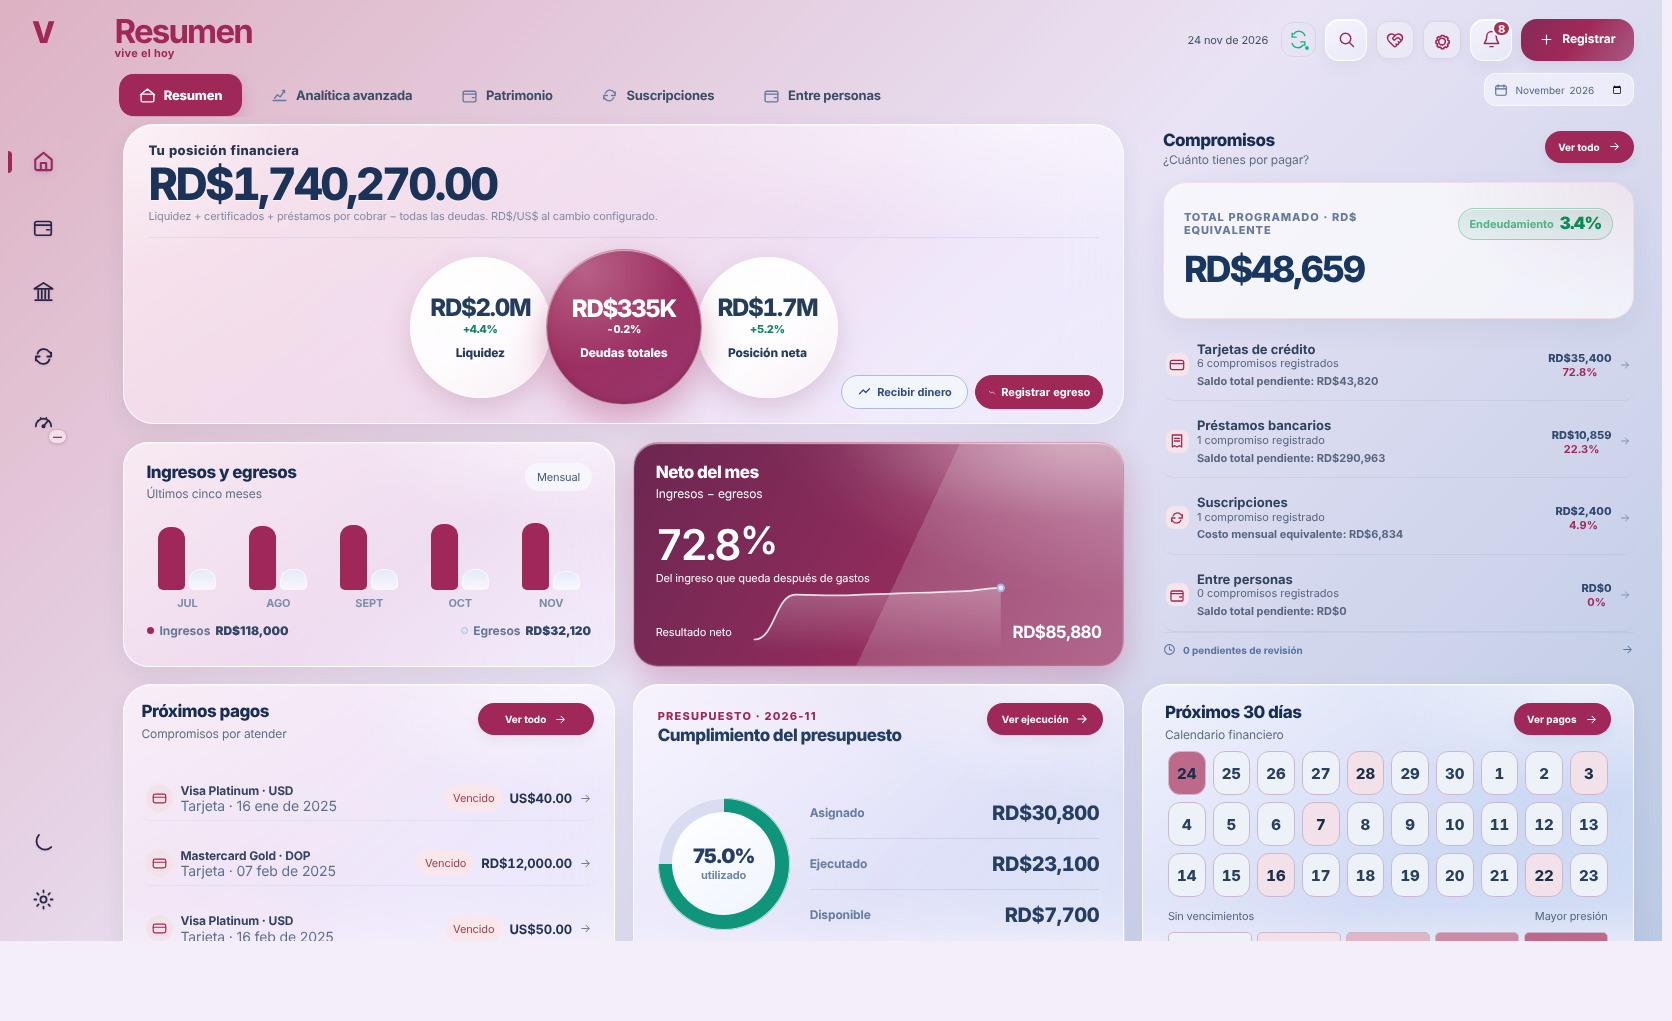 V
Resumen
vive el hoy
24 nov de 2026
8
+ Registrar
Resumen
Analítica avanzada
Patrimonio
Suscripciones
Entre personas
November 2026
Tu posición financiera
RD$1,740,270.00
Liquidez + certificados + préstamos por cobrar − todas las deudas. RD$/US$ al cambio configurado.
RD$2.0M
+4.4%
Liquidez
RD$335K
-0.2%
Deudas totales
RD$1.7M
+5.2%
Posición neta
Recibir dinero
Registrar egreso
Compromisos
¿Cuánto tienes por pagar?
Ver todo →
TOTAL PROGRAMADO · RD$
EQUIVALENTE
Endeudamiento 3.4%
RD$48,659
Tarjetas de crédito
6 compromisos registrados
Saldo total pendiente: RD$43,820
RD$35,400
72.8%
Préstamos bancarios
1 compromiso registrado
Saldo total pendiente: RD$290,963
RD$10,859
22.3%
Suscripciones
1 compromiso registrado
Costo mensual equivalente: RD$6,834
RD$2,400
4.9%
Entre personas
0 compromisos registrados
Saldo total pendiente: RD$0
RD$0
0%
0 pendientes de revisión
Ingresos y egresos
Últimos cinco meses
Mensual
JUL AGO SEPT OCT NOV
Ingresos RD$118,000
Egresos RD$32,120
Neto del mes
Ingresos − egresos
72.8%
Del ingreso que queda después de gastos
Resultado neto
RD$85,880
Próximos pagos
Compromisos por atender
Ver todo →
Visa Platinum · USD
Tarjeta · 16 ene de 2025
Vencido US$40.00 →
Mastercard Gold · DOP
Tarjeta · 07 feb de 2025
Vencido RD$12,000.00 →
Visa Platinum · USD
Tarjeta · 16 feb de 2025
Vencido US$50.00 →
PRESUPUESTO · 2026-11
Cumplimiento del presupuesto
Ver ejecución →
75.0%
utilizado
Asignado RD$30,800
Ejecutado RD$23,100
Disponible RD$7,700
Próximos 30 días
Calendario financiero
Ver pagos →
24 25 26 27 28 29 30 1 2 3
4 5 6 7 8 9 10 11 12 13
14 15 16 17 18 19 20 21 22 23
Sin vencimientos
Mayor presión